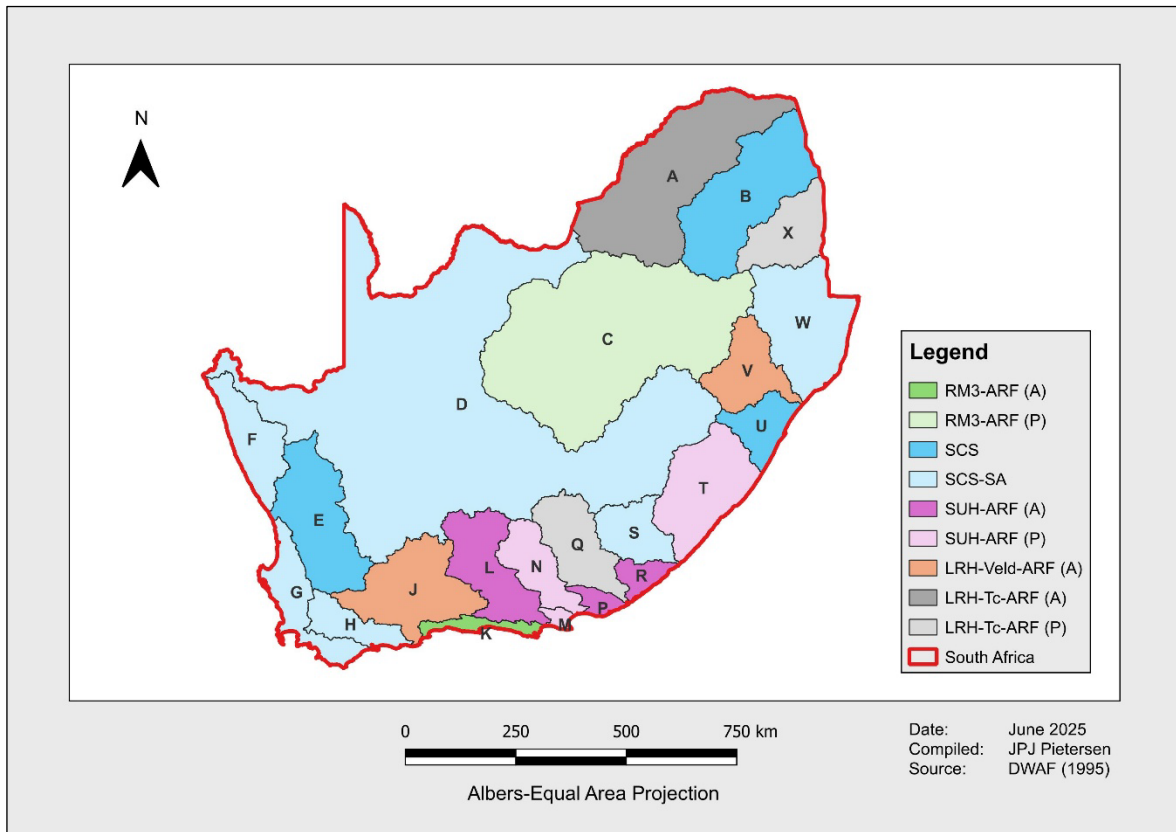 N
A
B
X
C
W
V
D
U
F
T
E
S
Q
L
N
R
G
J
P
H
M
K
Legend
RM3-ARF (A)
RM3-ARF (P)
SCS
SCS-SA
SUH-ARF (A)
SUH-ARF (P)
LRH-Veld-ARF (A)
LRH-Tc-ARF (A)
LRH-Tc-ARF (P)
South Africa
0 250 500 750 km
Albers-Equal Area Projection
Date: June 2025
Compiled: JPJ Pietersen
Source: DWAF (1995)